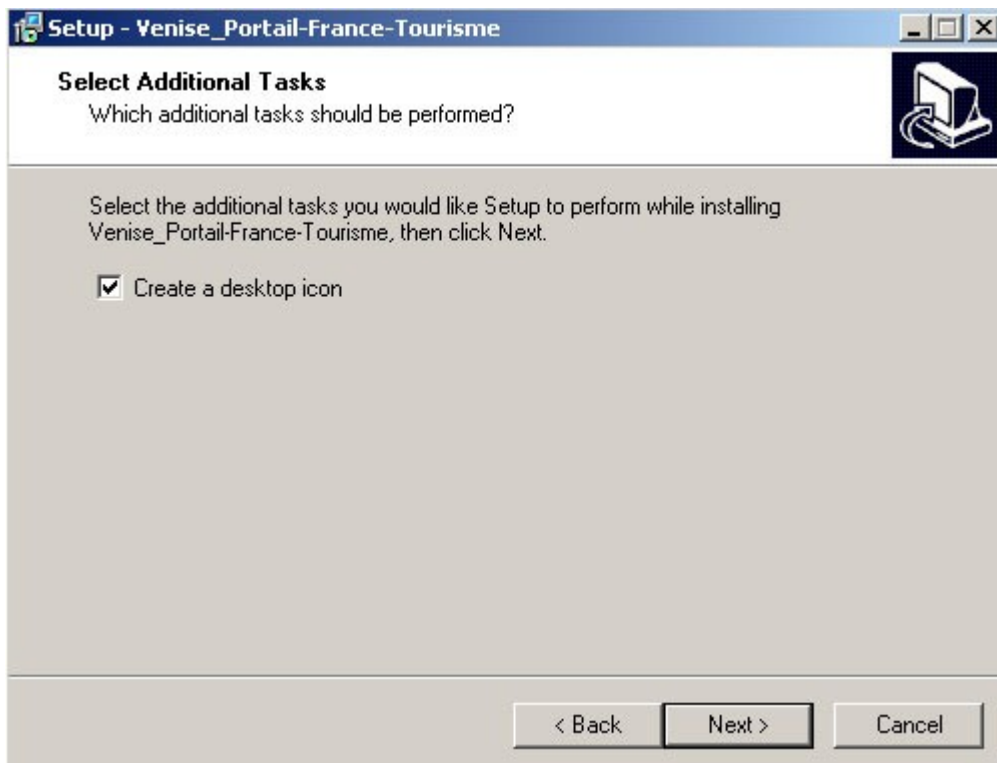 Setup - Venise_Portail-France-Tourisme
Select Additional Tasks
Which additional tasks should be performed?
Select the additional tasks you would like Setup to perform while installing
Venise_Portail-France-Tourisme, then click Next.
Create a desktop icon
< Back Next > Cancel